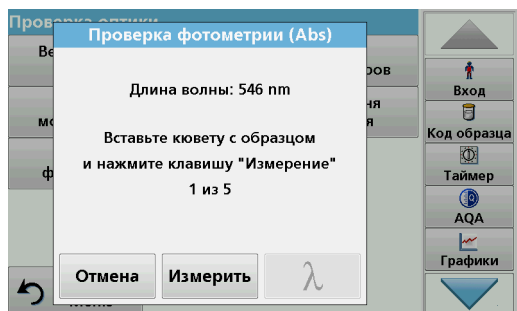 Проверка оптики
Проверка фотометрии (Abs)
Длина волны: 546 nm
Вставьте кювету с образцом
и нажмите клавишу "Измерение"
1 из 5
Отмена
Измерить
λ
Вход
Код образца
Таймер
AQA
Графики